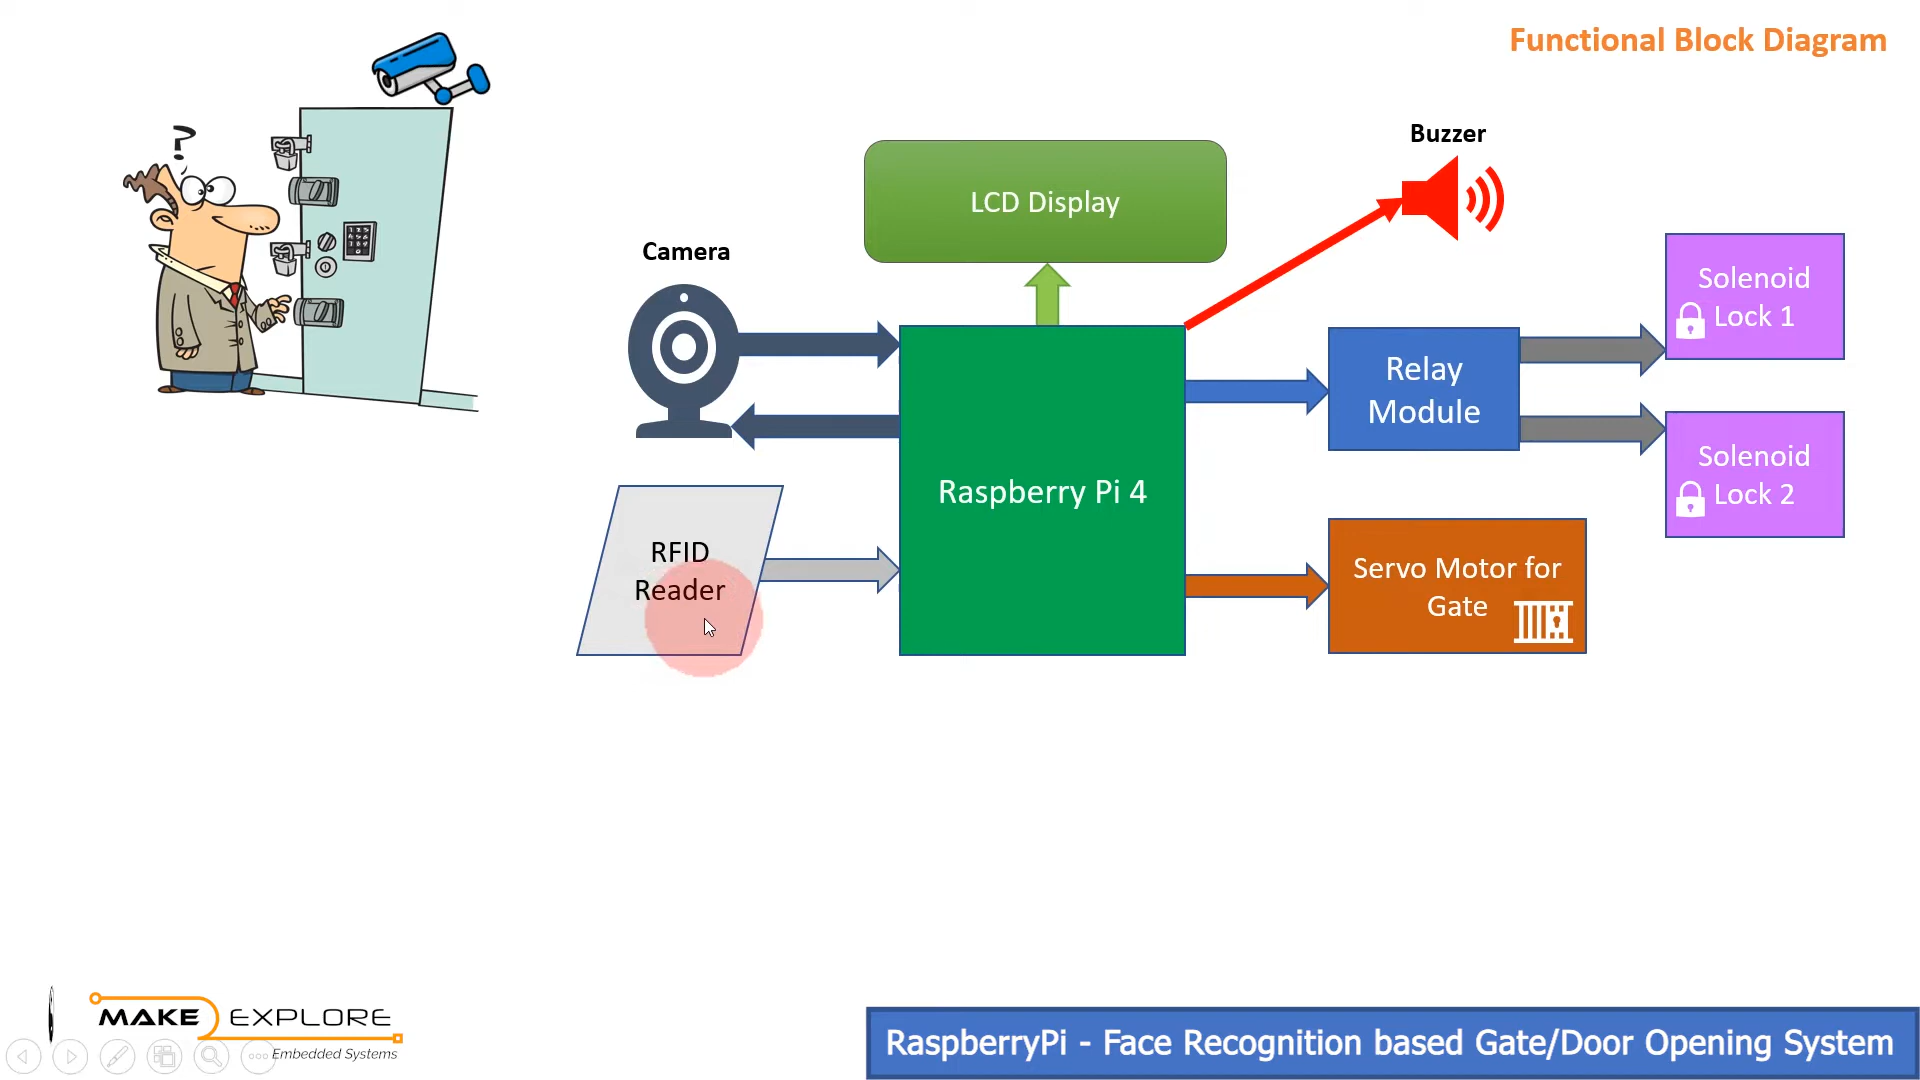 Functional Block Diagram
?
Buzzer
LCD Display
Camera
Solenoid
Lock 1
Relay
Module
Solenoid
Lock 2
Raspberry Pi 4
RFID
Reader
Servo Motor for
Gate
MAKE EXPLORE
Embedded Systems
RaspberryPi - Face Recognition based Gate/Door Opening System